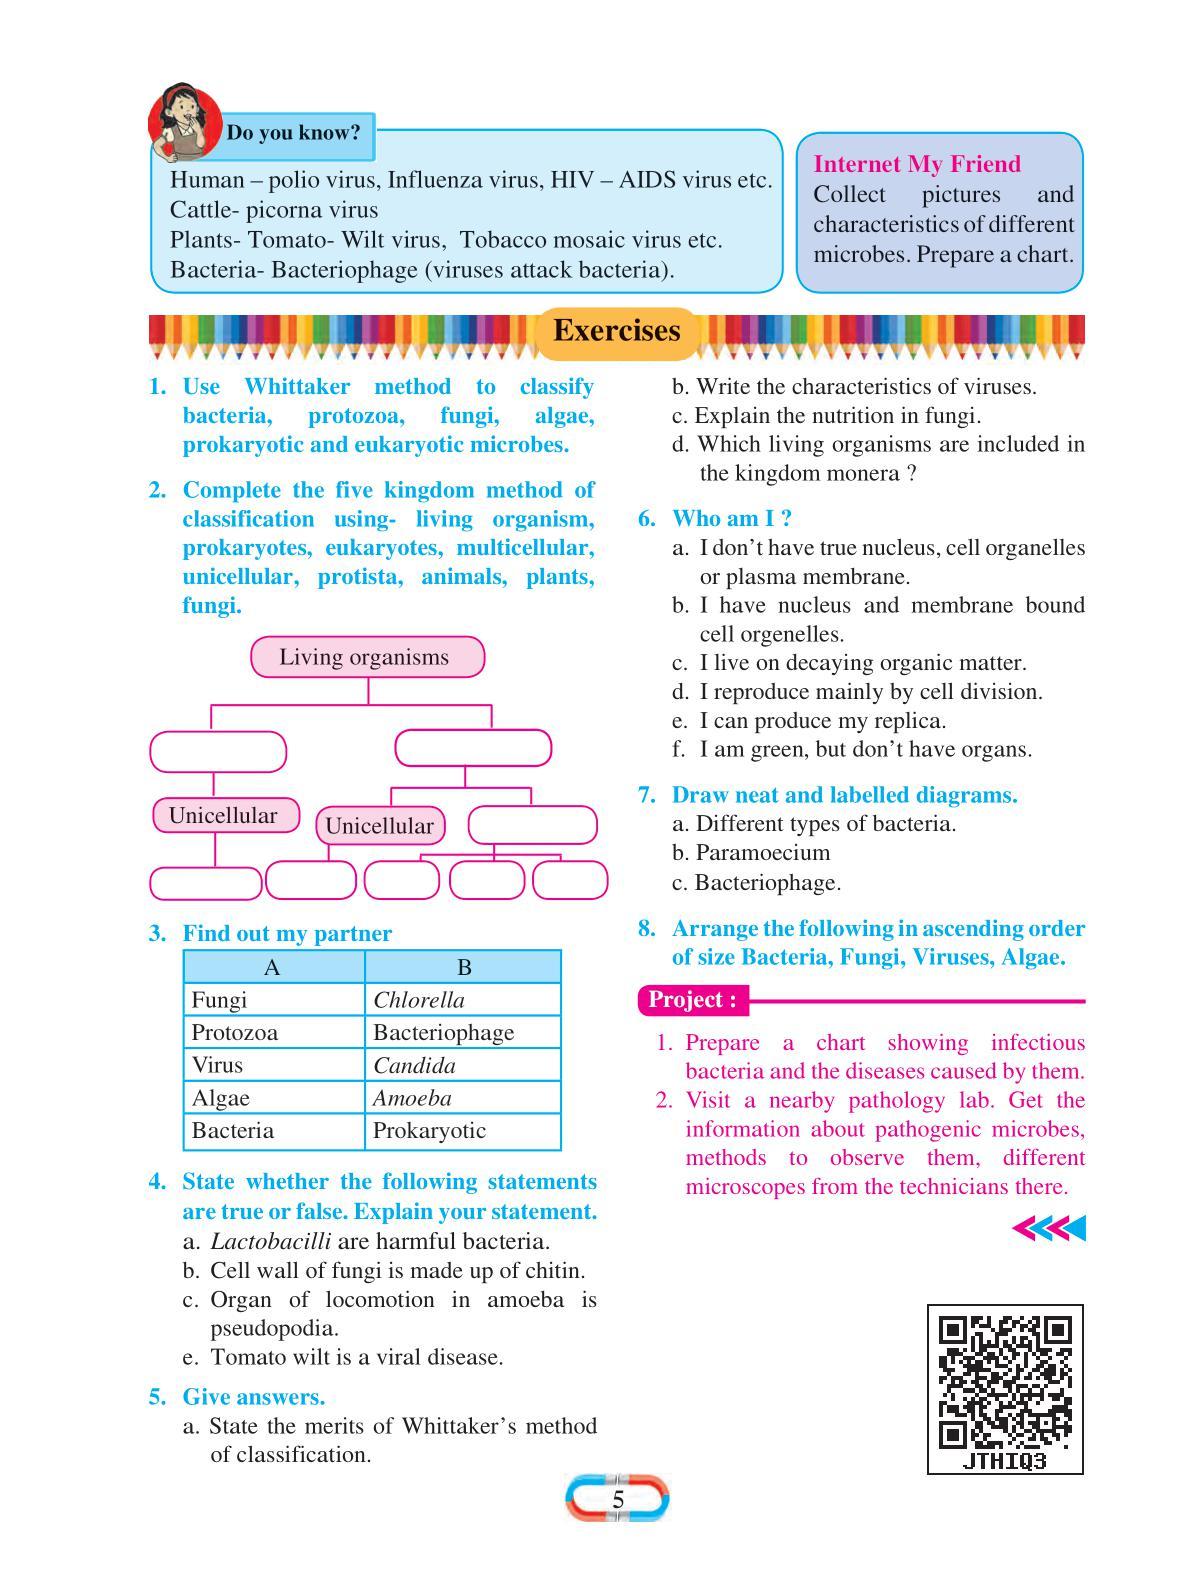 Do you know?
Human – polio virus, Influenza virus, HIV – AIDS virus etc.
Cattle- picorna virus
Plants- Tomato- Wilt virus, Tobacco mosaic virus etc.
Bacteria- Bacteriophage (viruses attack bacteria).
Internet My Friend
Collect pictures and
characteristics of different
microbes. Prepare a chart.
Exercises
1. Use Whittaker method to classify
bacteria, protozoa, fungi, algae,
prokaryotic and eukaryotic microbes.
2. Complete the five kingdom method of
classification using- living organism,
prokaryotes, eukaryotes, multicellular,
unicellular, protista, animals, plants,
fungi.
Living organisms
Unicellular
Unicellular
3. Find out my partner
A B
Fungi Chlorella
Protozoa Bacteriophage
Virus Candida
Algae Amoeba
Bacteria Prokaryotic
4. State whether the following statements
are true or false. Explain your statement.
a. Lactobacilli are harmful bacteria.
b. Cell wall of fungi is made up of chitin.
c. Organ of locomotion in amoeba is
pseudopodia.
e. Tomato wilt is a viral disease.
5. Give answers.
a. State the merits of Whittaker’s method
of classification.
b. Write the characteristics of viruses.
c. Explain the nutrition in fungi.
d. Which living organisms are included in
the kingdom monera ?
6. Who am I ?
a. I don’t have true nucleus, cell organelles
or plasma membrane.
b. I have nucleus and membrane bound
cell orgenelles.
c. I live on decaying organic matter.
d. I reproduce mainly by cell division.
e. I can produce my replica.
f. I am green, but don’t have organs.
7. Draw neat and labelled diagrams.
a. Different types of bacteria.
b. Paramoecium
c. Bacteriophage.
8. Arrange the following in ascending order
of size Bacteria, Fungi, Viruses, Algae.
Project :
1. Prepare a chart showing infectious
bacteria and the diseases caused by them.
2. Visit a nearby pathology lab. Get the
information about pathogenic microbes,
methods to observe them, different
microscopes from the technicians there.
JTHIQ3
5